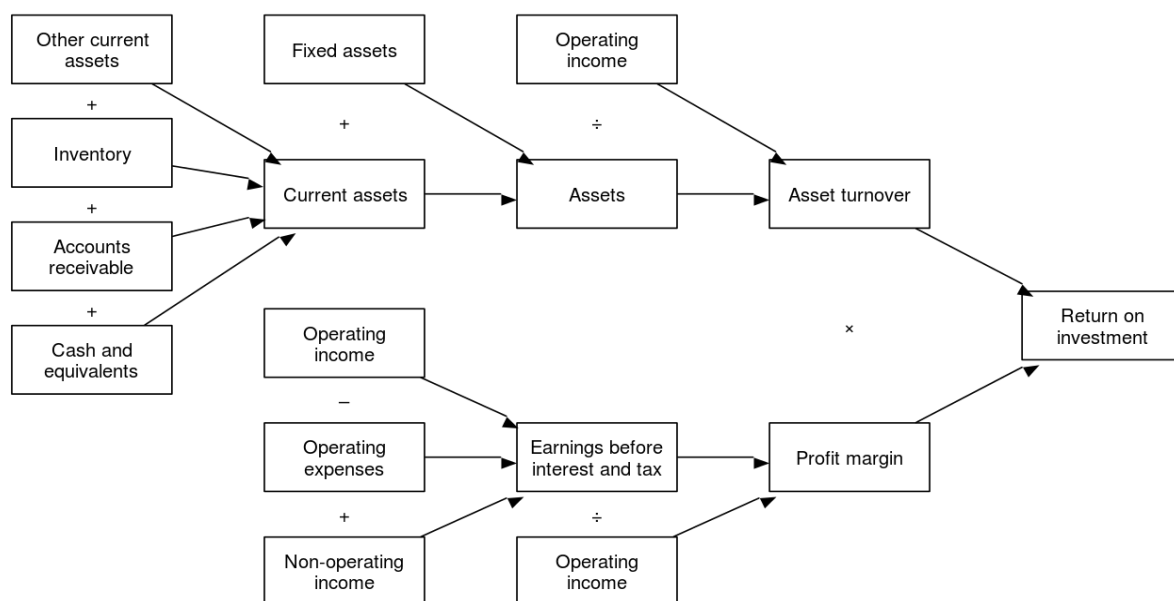 Other current
assets
+
Inventory
+
Accounts
receivable
+
Cash and
equivalents
Fixed assets
+
Current assets
Operating
income
÷
Assets
Asset turnover
Operating
income
–
Operating
expenses
+
Non-operating
income
Earnings before
interest and tax
÷
Operating
income
Profit margin
×
Return on
investment